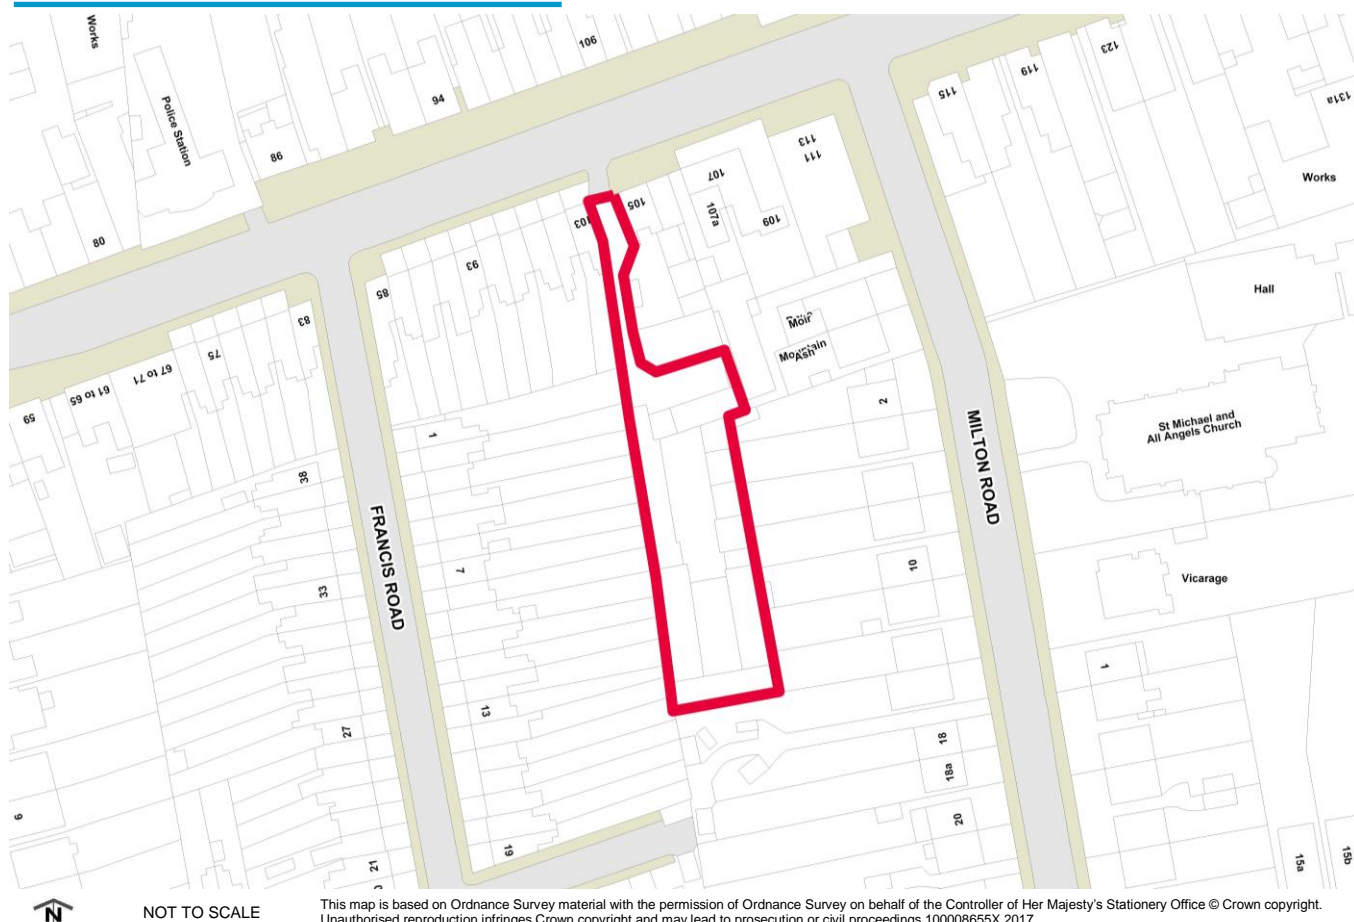 Works
106
123
94
119
115
131a
Police Station
113
111
86
107
Works
105
103
107a
109
80
93
Hall
85
Moir
83
Mountain
Ash
75
67 to 71
61 to 65
59
2
St Michael and
All Angels Church
1
MILTON ROAD
38
FRANCIS ROAD
7
10
33
Vicarage
1
13
27
18
18a
6
20
19
21
15a
15b
N
NOT TO SCALE
This map is based on Ordnance Survey material with the permission of Ordnance Survey on behalf of the Controller of Her Majesty's Stationery Office © Crown copyright.
Unauthorised reproduction infringes Crown copyright and may lead to prosecution or civil proceedings 100008655X 2017